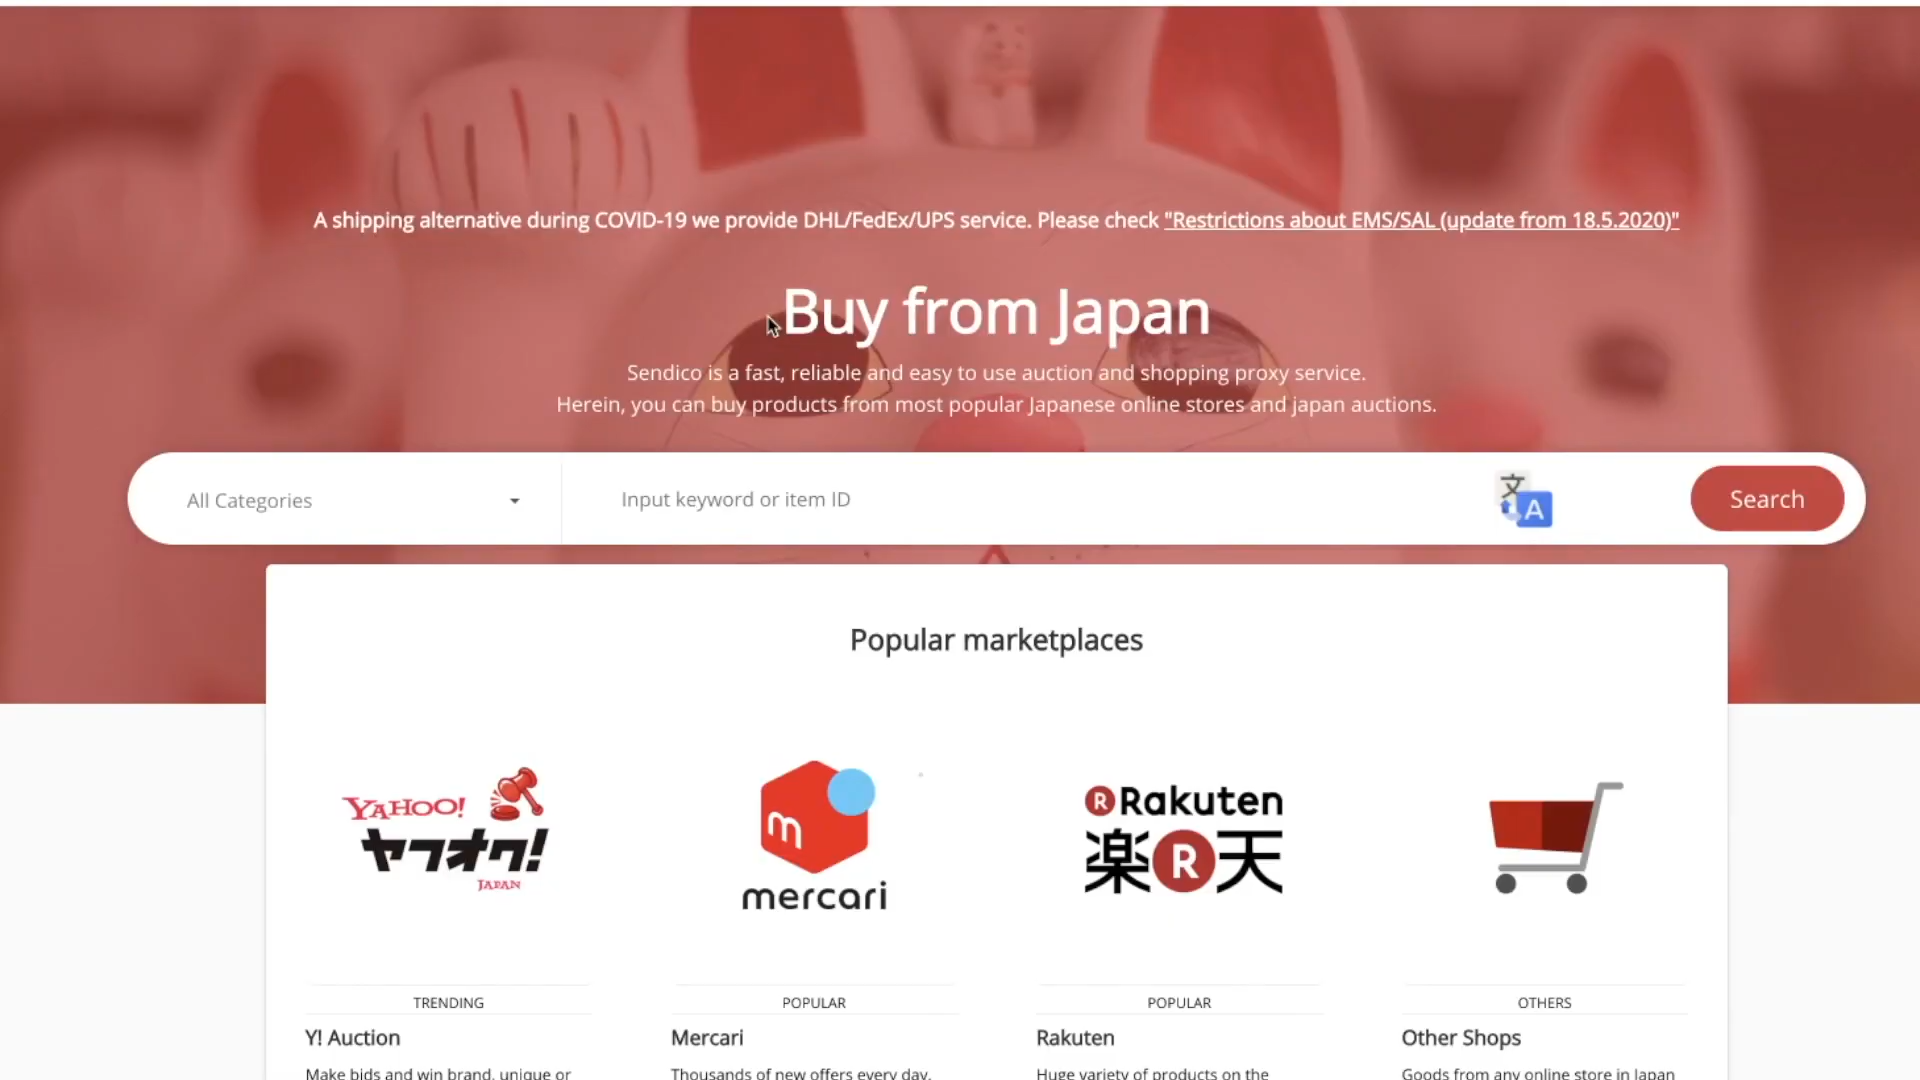 A shipping alternative during COVID-19 we provide DHL/FedEx/UPS service. Please check "Restrictions about EMS/SAL (update from 18.5.2020)"
Buy from Japan
Sendico is a fast, reliable and easy to use auction and shopping proxy service.
Herein, you can buy products from most popular Japanese online stores and japan auctions.
All Categories
Input keyword or item ID
文
A
Search
Popular marketplaces
YAHOO!
ヤフオク!
JAPAN
m
mercari
R Rakuten
楽R天
TRENDING
POPULAR
POPULAR
OTHERS
Y! Auction
Mercari
Rakuten
Other Shops
Make bids and win brand, unique or
Thousands of new offers every day.
Huge variety of products on the
Goods from any online store in Japan